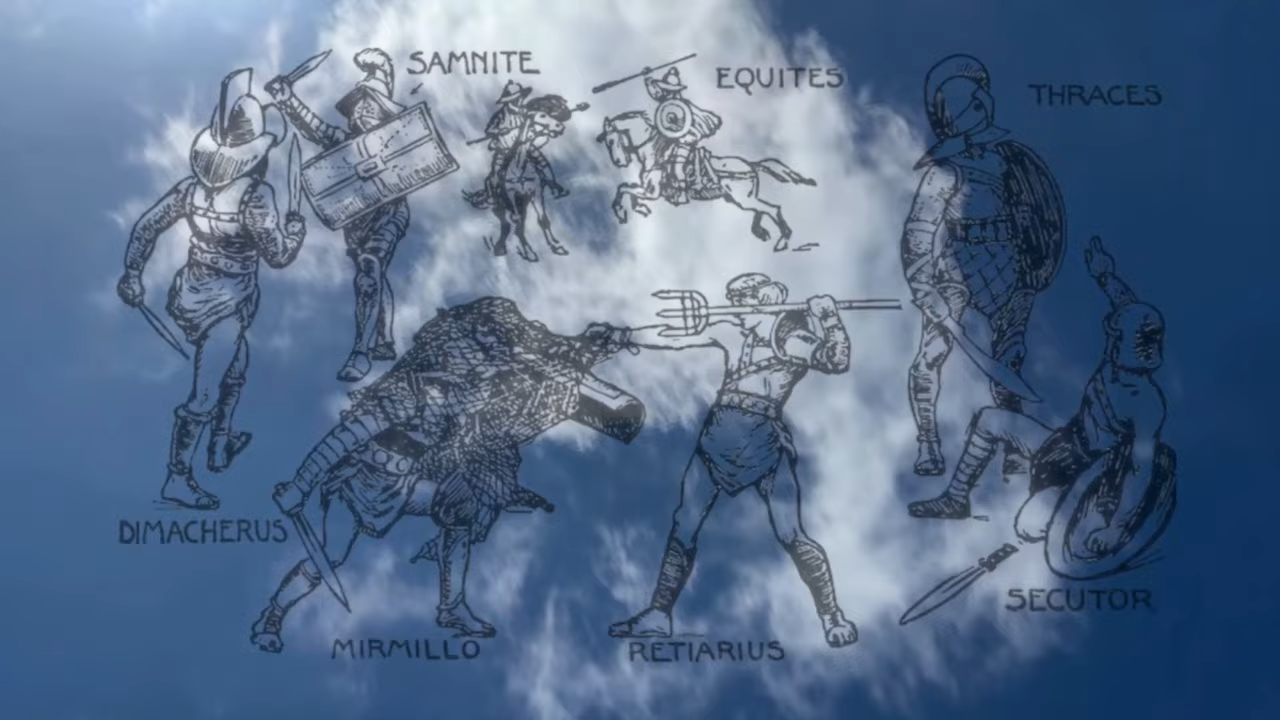 SAMNITE
EQUITES
THRACES
DIMACHERUS
MIRMILLO
RETIARIUS
SECUTOR